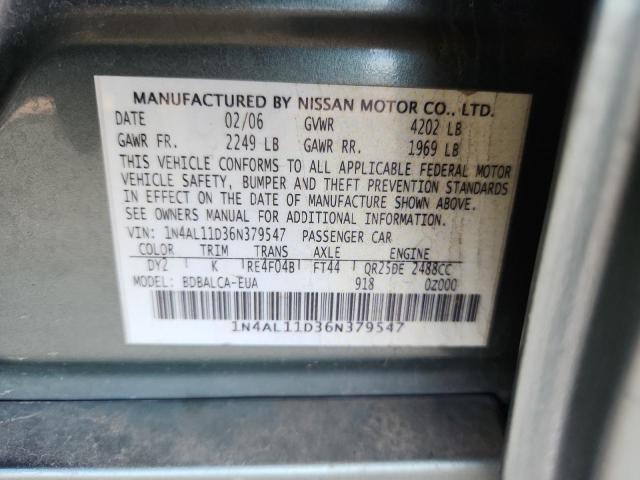 MANUFACTURED BY NISSAN MOTOR CO., LTD.
DATE 02/06 GVWR 4202 LB
GAWR FR. 2249 LB GAWR RR. 1969 LB
THIS VEHICLE CONFORMS TO ALL APPLICABLE FEDERAL MOTOR
VEHICLE SAFETY, BUMPER AND THEFT PREVENTION STANDARDS
IN EFFECT ON THE DATE OF MANUFACTURE SHOWN ABOVE.
SEE OWNERS MANUAL FOR ADDITIONAL INFORMATION.
VIN: 1N4AL11D36N379547 PASSENGER CAR
COLOR TRIM TRANS AXLE ENGINE
DY2 K RE4F04B FT44 QR25DE 2488CC
MODEL: BDBALCA-EUA 918 0Z000
1N4AL11D36N379547